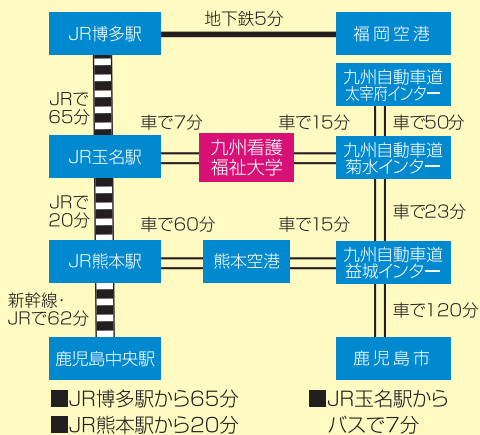 地下鉄5分
JR博多駅
福岡空港
九州自動車道
太宰府インター
JRで
65分
車で7分
車で15分
車で50分
JR玉名駅
九州看護
福祉大学
九州自動車道
菊水インター
JRで
20分
車で60分
車で15分
車で23分
JR熊本駅
熊本空港
九州自動車道
益城インター
新幹線・
JRで62分
車で120分
鹿児島中央駅
鹿児島市
■JR博多駅から65分
■JR熊本駅から20分
■JR玉名駅から
バスで7分